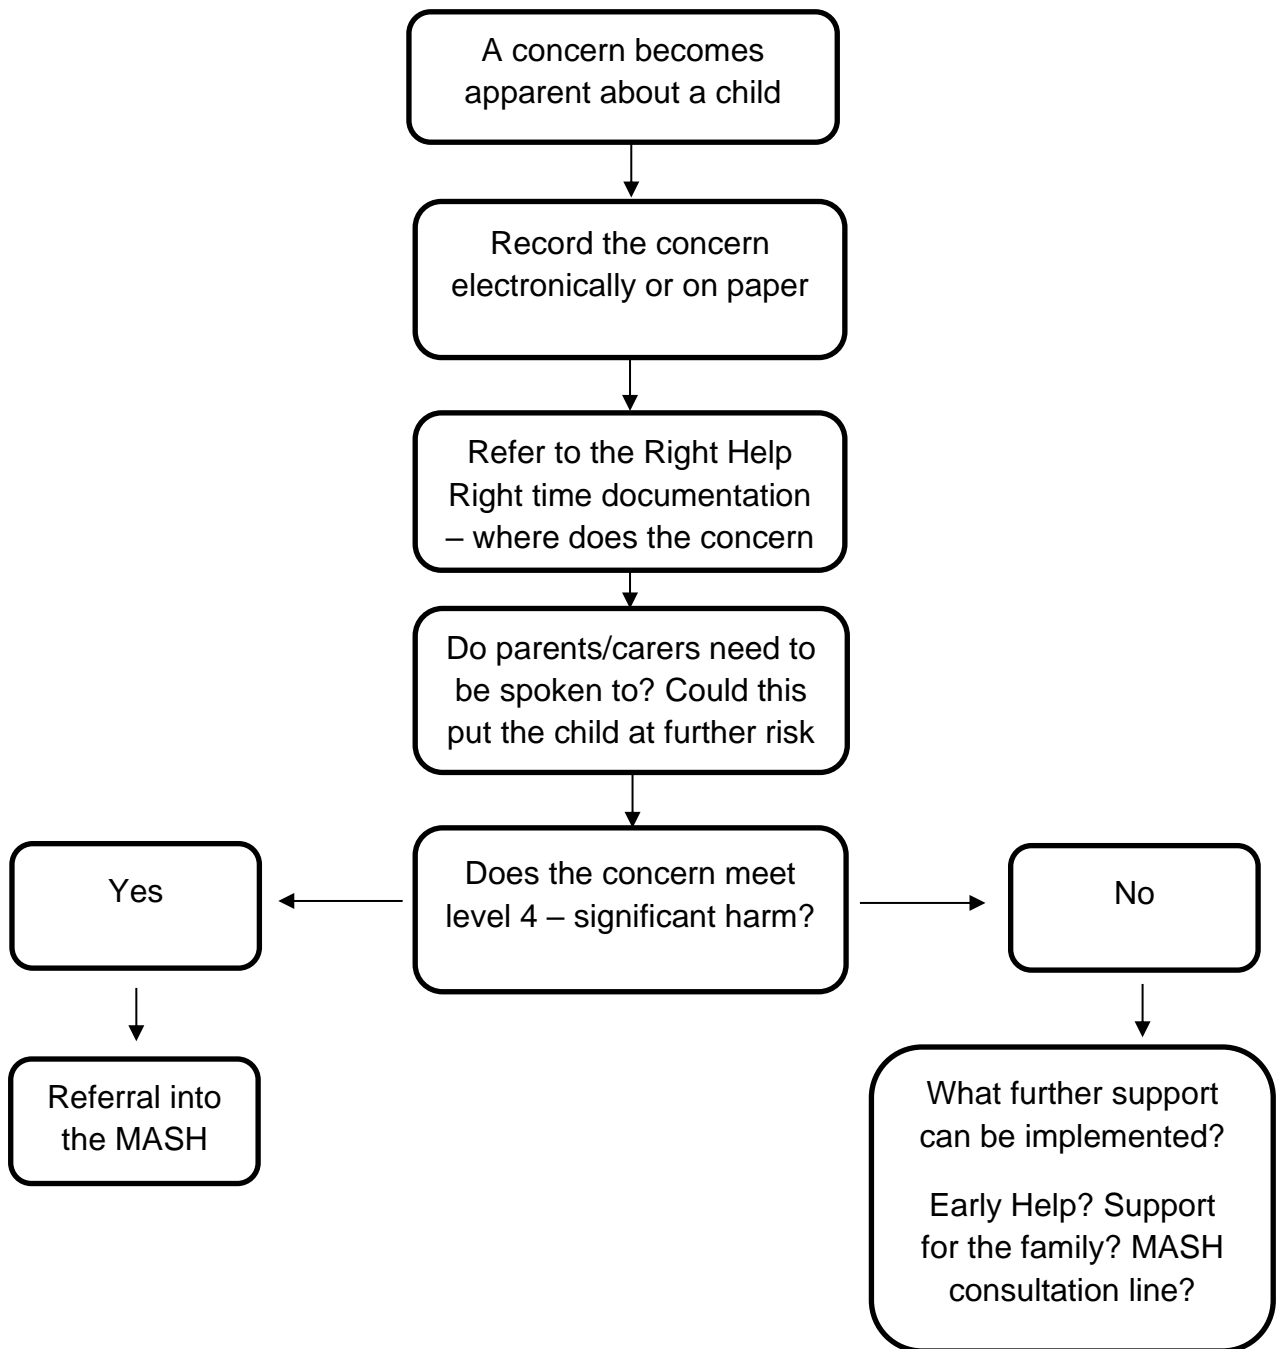 A concern becomes
apparent about a child
Record the concern
electronically or on paper
Refer to the Right Help
Right time documentation
– where does the concern
Do parents/carers need to
be spoken to? Could this
put the child at further risk
Does the concern meet
level 4 – significant harm?
Yes
No
Referral into
the MASH
What further support
can be implemented?
Early Help? Support
for the family? MASH
consultation line?